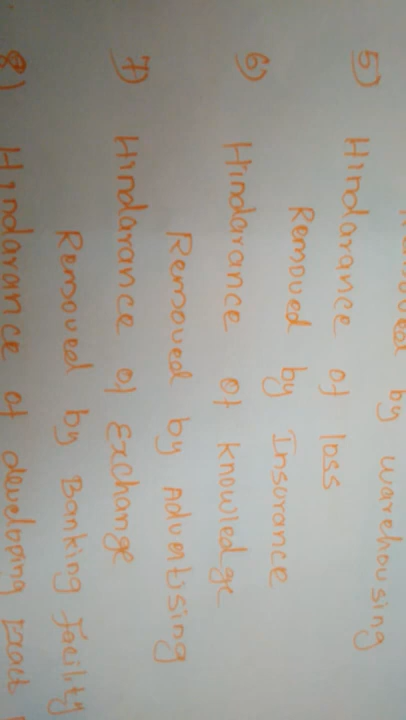 Removed by warehousing
5) Hindarance of loss
Removed by Insurance
6) Hindarance of knowledge
Removed by Advertising
7) Hindarance of Exchange
Removed by Banking facility
8) Hindarance of developing